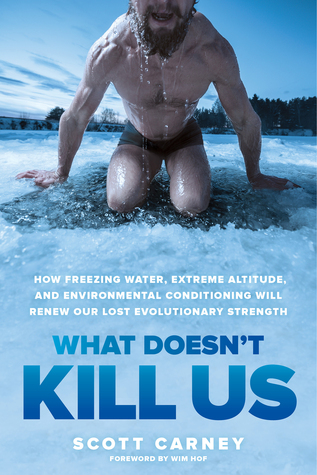 HOW FREEZING WATER, EXTREME ALTITUDE,
AND ENVIRONMENTAL CONDITIONING WILL
RENEW OUR LOST EVOLUTIONARY STRENGTH
WHAT DOESN'T
KILL US
SCOTT CARNEY
FOREWORD BY WIM HOF